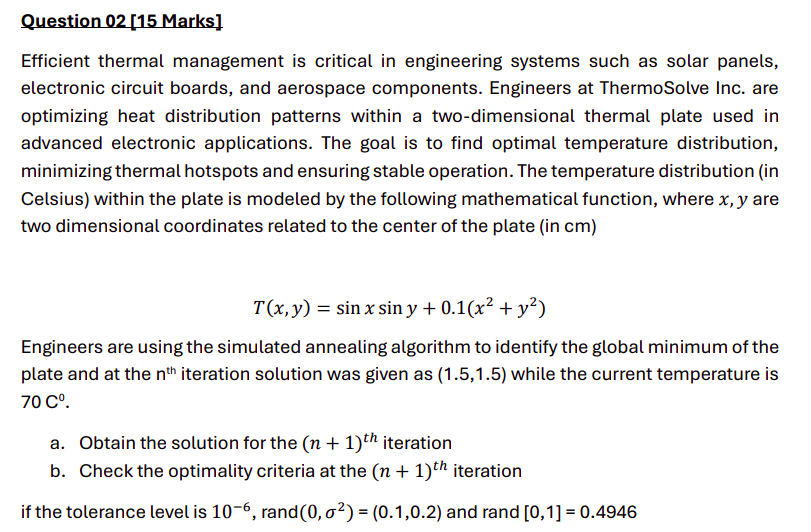 Question 02 [15 Marks]
Efficient thermal management is critical in engineering systems such as solar panels,
electronic circuit boards, and aerospace components. Engineers at ThermoSolve Inc. are
optimizing heat distribution patterns within a two-dimensional thermal plate used in
advanced electronic applications. The goal is to find optimal temperature distribution,
minimizing thermal hotspots and ensuring stable operation. The temperature distribution (in
Celsius) within the plate is modeled by the following mathematical function, where x, y are
two dimensional coordinates related to the center of the plate (in cm)
T(x, y) = sin x sin y + 0.1(x² + y²)
Engineers are using the simulated annealing algorithm to identify the global minimum of the
plate and at the nᵗʰ iteration solution was given as (1.5,1.5) while the current temperature is
70 C⁰.
a. Obtain the solution for the (n + 1)ᵗʰ iteration
b. Check the optimality criteria at the (n + 1)ᵗʰ iteration
if the tolerance level is 10⁻⁶, rand(0, σ²) = (0.1,0.2) and rand [0,1] = 0.4946